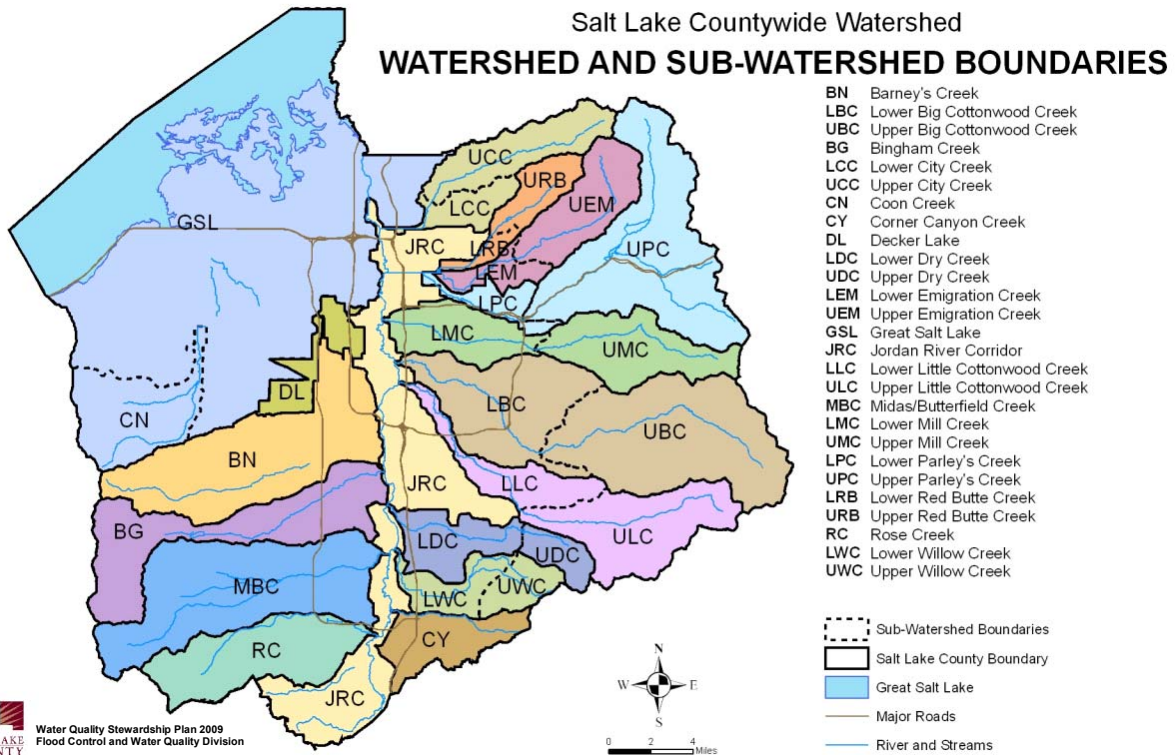 Salt Lake Countywide Watershed
WATERSHED AND SUB-WATERSHED BOUNDARIES
BN Barney's Creek
LBC Lower Big Cottonwood Creek
UBC Upper Big Cottonwood Creek
BG Bingham Creek
LCC Lower City Creek
UCC Upper City Creek
CN Coon Creek
CY Corner Canyon Creek
DL Decker Lake
LDC Lower Dry Creek
UDC Upper Dry Creek
LEM Lower Emigration Creek
UEM Upper Emigration Creek
GSL Great Salt Lake
JRC Jordan River Corridor
LLC Lower Little Cottonwood Creek
ULC Upper Little Cottonwood Creek
MBC Midas/Butterfield Creek
LMC Lower Mill Creek
UMC Upper Mill Creek
LPC Lower Parley's Creek
UPC Upper Parley's Creek
LRB Lower Red Butte Creek
URB Upper Red Butte Creek
RC Rose Creek
LWC Lower Willow Creek
UWC Upper Willow Creek
Sub-Watershed Boundaries
Salt Lake County Boundary
Great Salt Lake
Major Roads
River and Streams
UCC
URB
LCC
UEM
GSL
JRC
LRB
UPC
LEM
LPC
LMC
UMC
DL
LBC
CN
UBC
BN
JRC
LLC
BG
LDC
UDC
ULC
MBC
LWC
UWC
RC
CY
JRC
N
W E
S
0 2 4
Miles
LAKE
NTY
Water Quality Stewardship Plan 2009
Flood Control and Water Quality Division